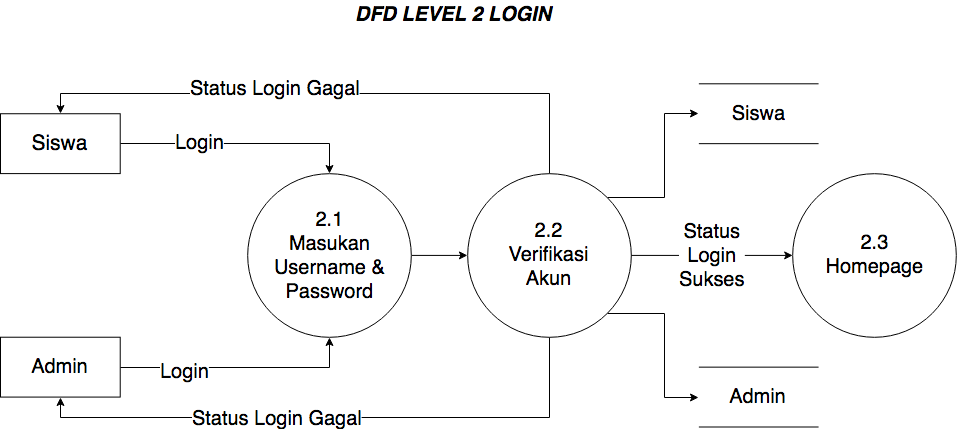 DFD LEVEL 2 LOGIN
Status Login Gagal
Siswa
Login
Siswa
2.1
Masukan
Username &
Password
2.2
Verifikasi
Akun
Status
Login
Sukses
2.3
Homepage
Admin
Login
Admin
Status Login Gagal